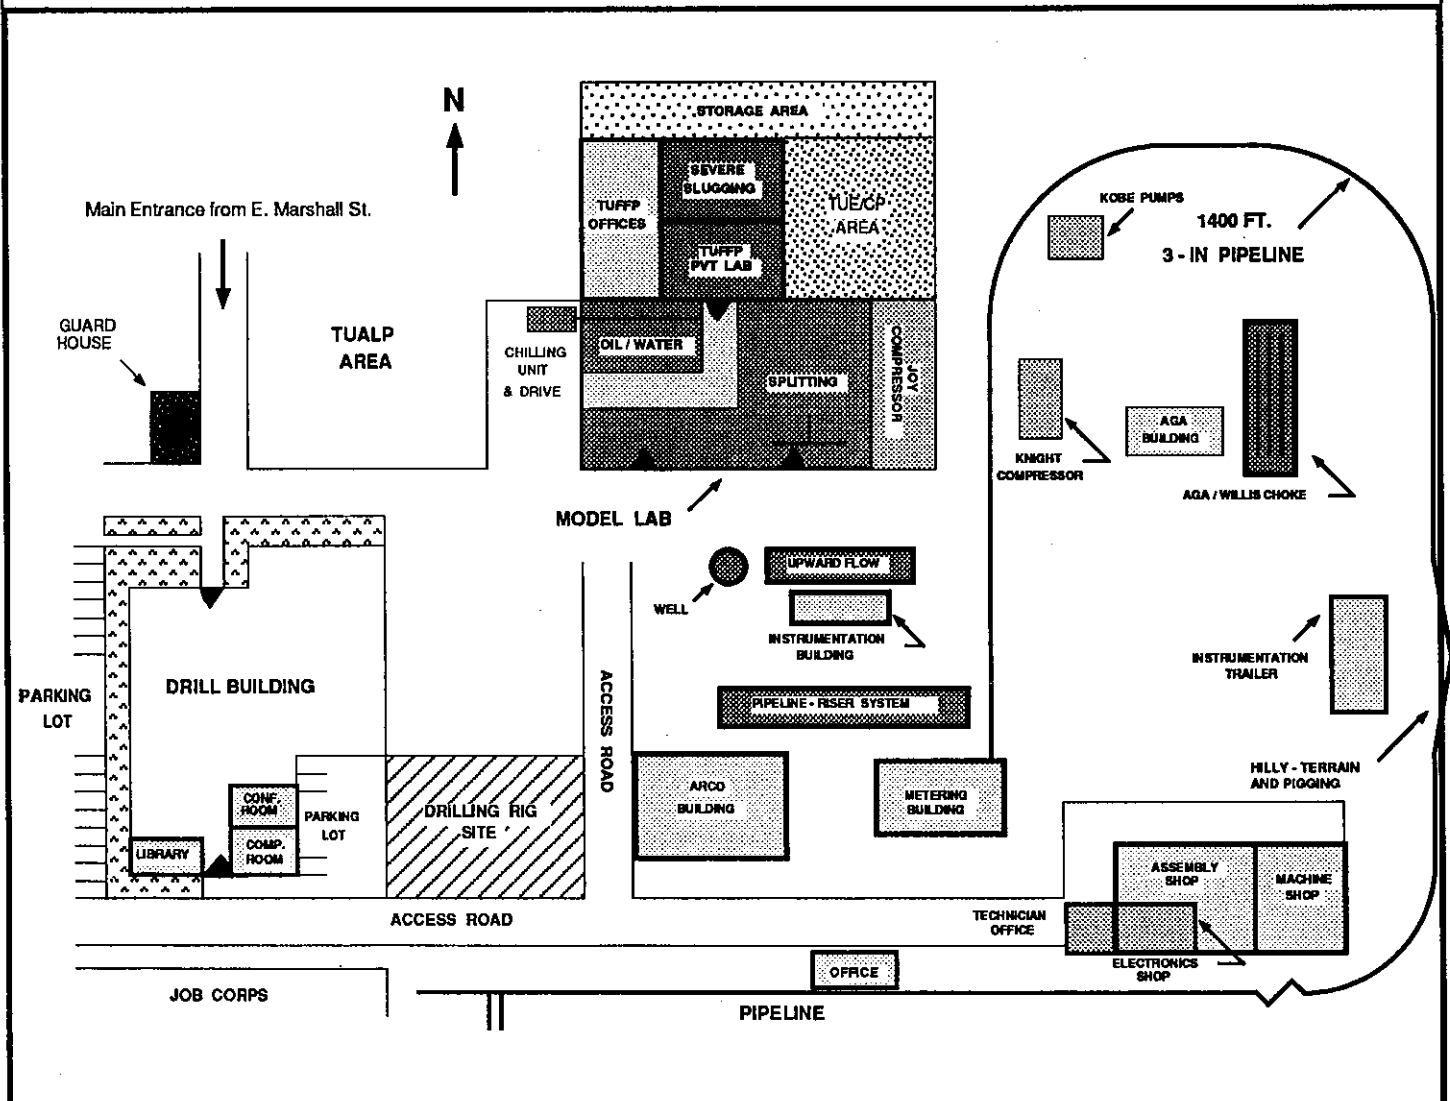 N
STORAGE AREA
SEVERE
SLUGGING
TUFFP
OFFICES
TUE/CP
AREA
TUFFP
PVT LAB
KOBE PUMPS
1400 FT.
3 - IN PIPELINE
Main Entrance from E. Marshall St.
GUARD
HOUSE
TUALP
AREA
CHILLING
UNIT
& DRIVE
OIL / WATER
SPLITTING
JOY
COMPRESSOR
KNIGHT
COMPRESSOR
AGA
BUILDING
AGA / WILLIS CHOKE
MODEL LAB
WELL
UPWARD FLOW
INSTRUMENTATION
BUILDING
INSTRUMENTATION
TRAILER
PARKING
LOT
DRILL BUILDING
ACCESS ROAD
PIPELINE - RISER SYSTEM
HILLY - TERRAIN
AND PIGGING
CONF.
ROOM
COMP.
ROOM
LIBRARY
PARKING
LOT
DRILLING RIG
SITE
ARCO
BUILDING
METERING
BUILDING
ASSEMBLY
SHOP
MACHINE
SHOP
TECHNICIAN
OFFICE
ELECTRONICS
SHOP
ACCESS ROAD
OFFICE
JOB CORPS
PIPELINE